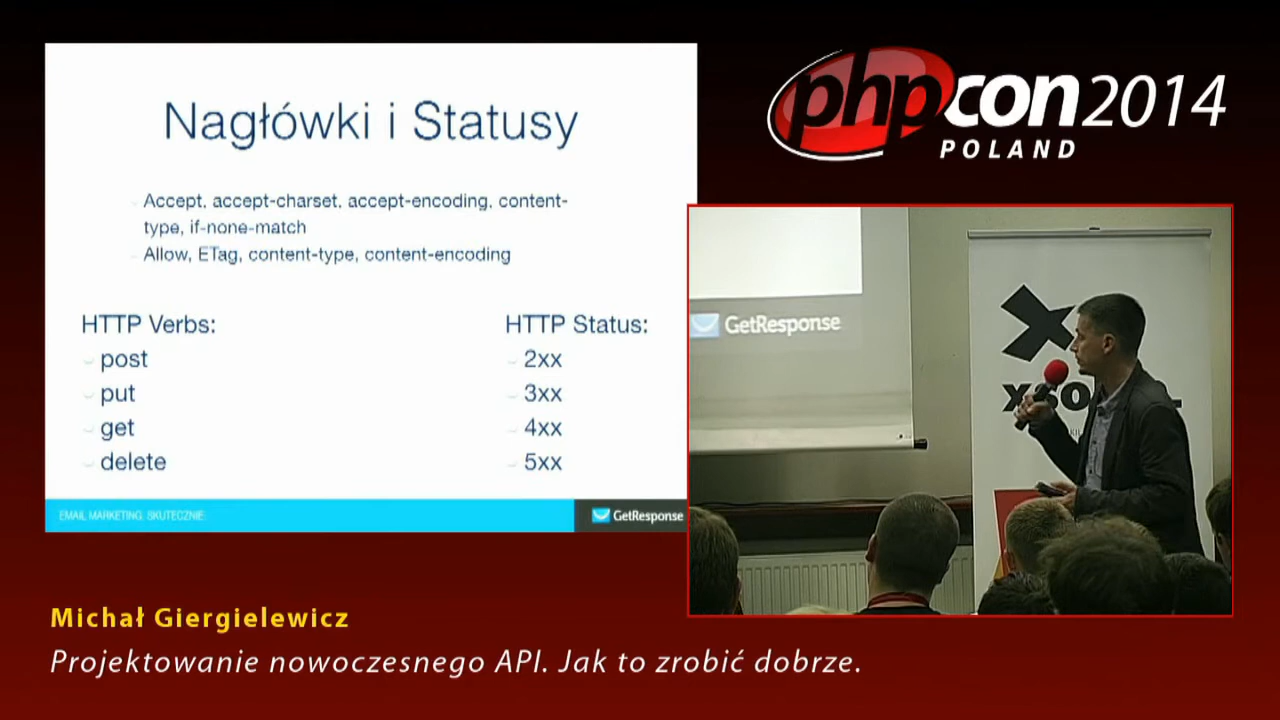 Nagłówki i Statusy
Accept, accept-charset, accept-encoding, content-
type, if-none-match
Allow, ETag, content-type, content-encoding
HTTP Verbs:
post
put
get
delete
HTTP Status:
2xx
3xx
4xx
5xx
EMAIL MARKETING. SKUTECZNIE.
GetResponse
phpcon2014
POLAND
GetResponse
Michał Giergielewicz
Projektowanie nowoczesnego API. Jak to zrobić dobrze.